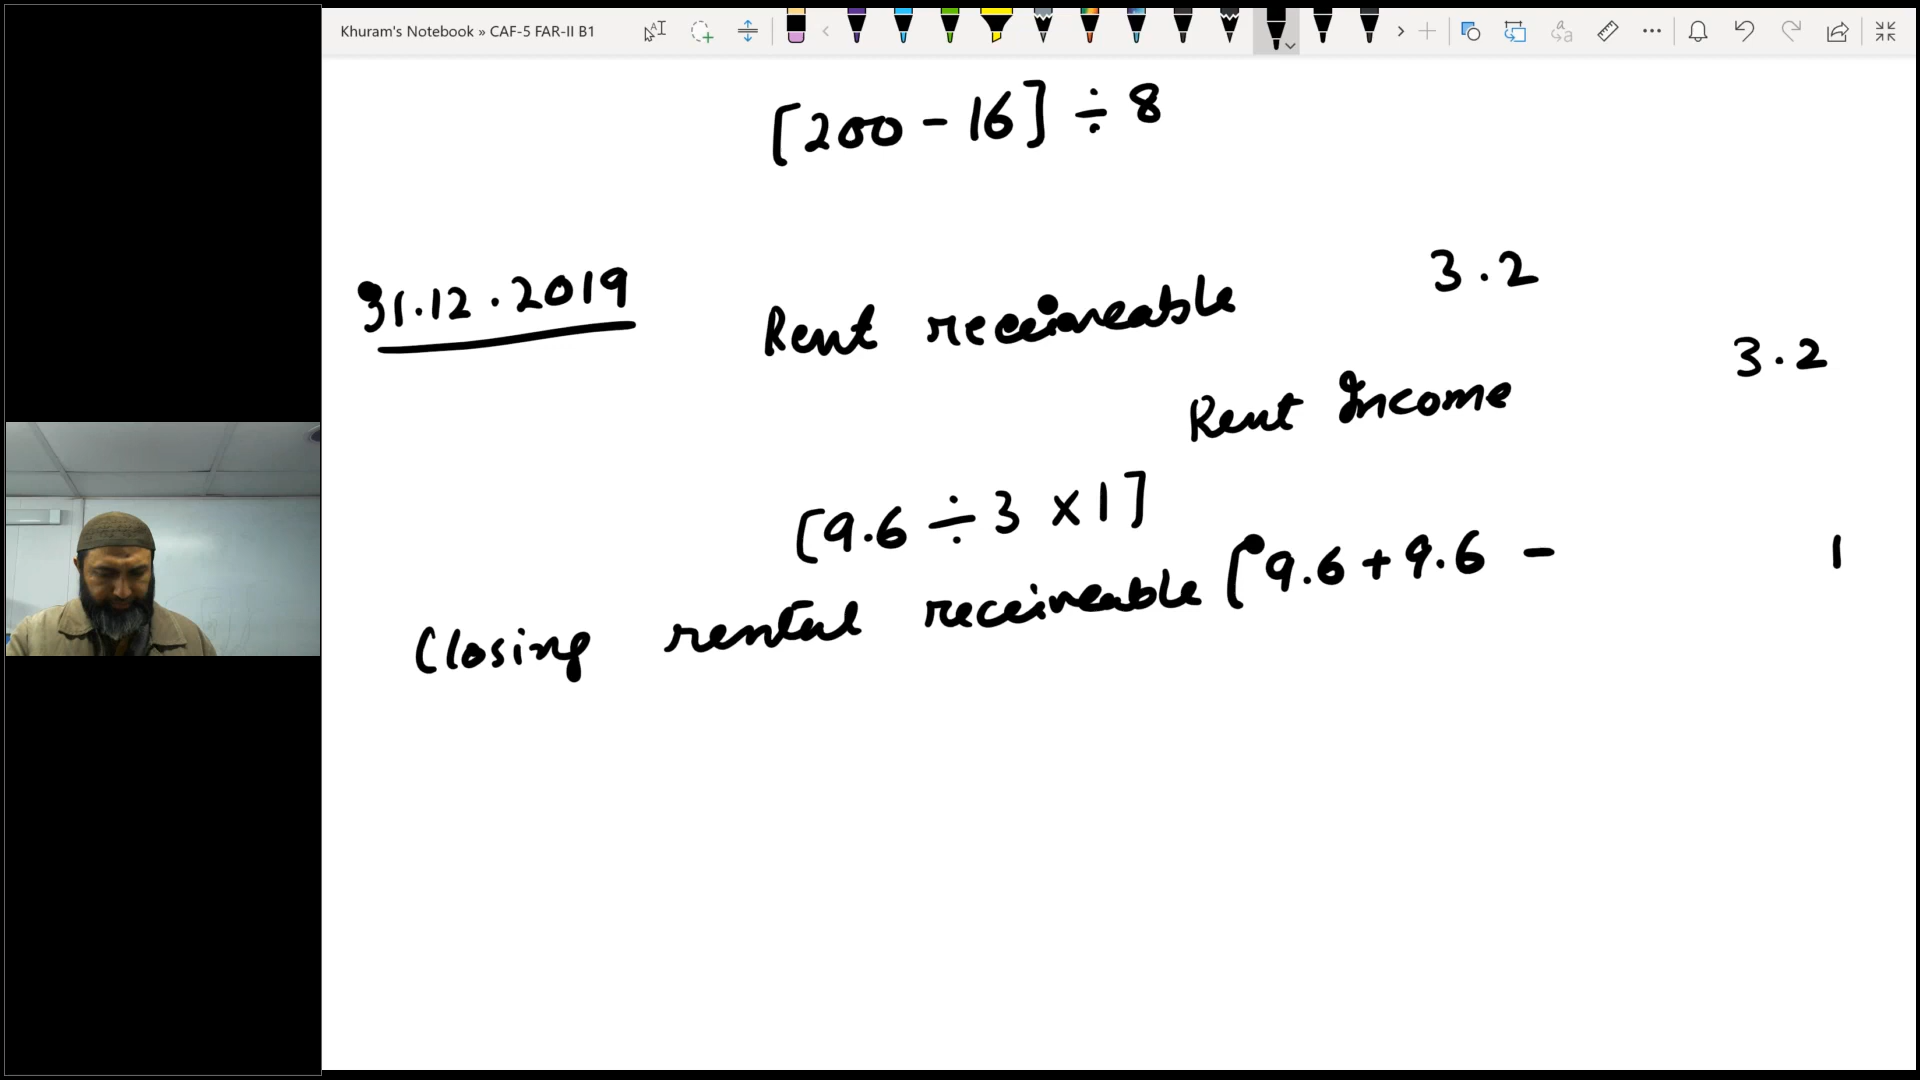 Khuram's Notebook » CAF-5 FAR-II B1
[200 - 16] ÷ 8
31.12.2019 Rent receiveable 3.2
Rent Income 3.2
[9.6 ÷ 3 × 1]
Closing rental receiveable [9.6 + 9.6 - 1